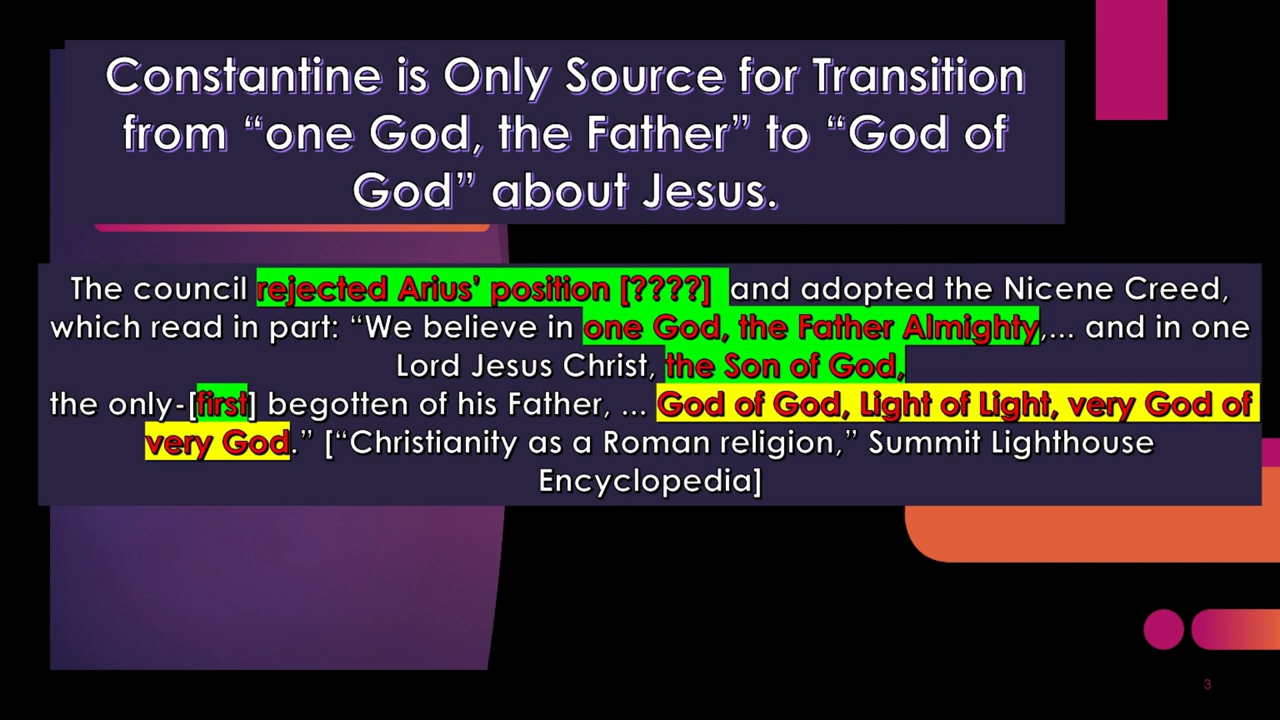 Constantine is Only Source for Transition
from “one God, the Father” to “God of
God” about Jesus.
The council rejected Arius’ position [????] and adopted the Nicene Creed,
which read in part: “We believe in one God, the Father Almighty,... and in one
Lord Jesus Christ, the Son of God,
the only-[first] begotten of his Father, ... God of God, Light of Light, very God of
very God.” [“Christianity as a Roman religion,” Summit Lighthouse
Encyclopedia]
3